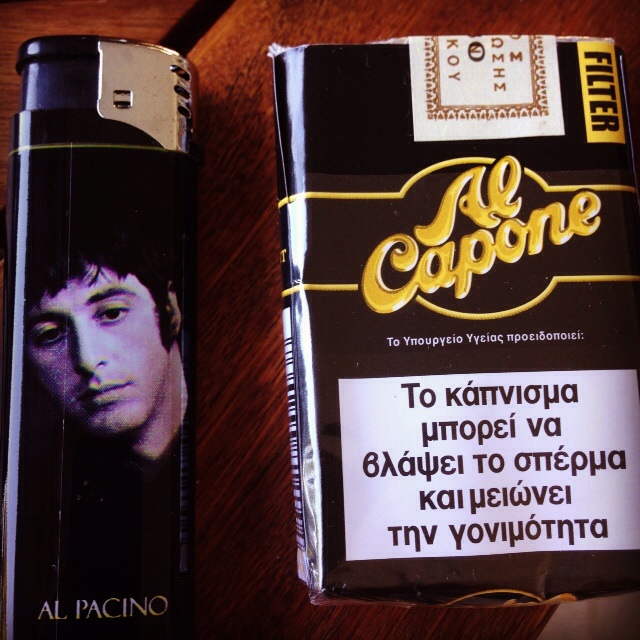 AL PACINO
Ο Σ
Ω Σ Η Σ
Κ Ο Υ
FILTER
Al
Capone
Το Υπουργείο Υγείας προειδοποιεί:
Το κάπνισμα
μπορεί να
βλάψει το σπέρμα
και μειώνει
την γονιμότητα